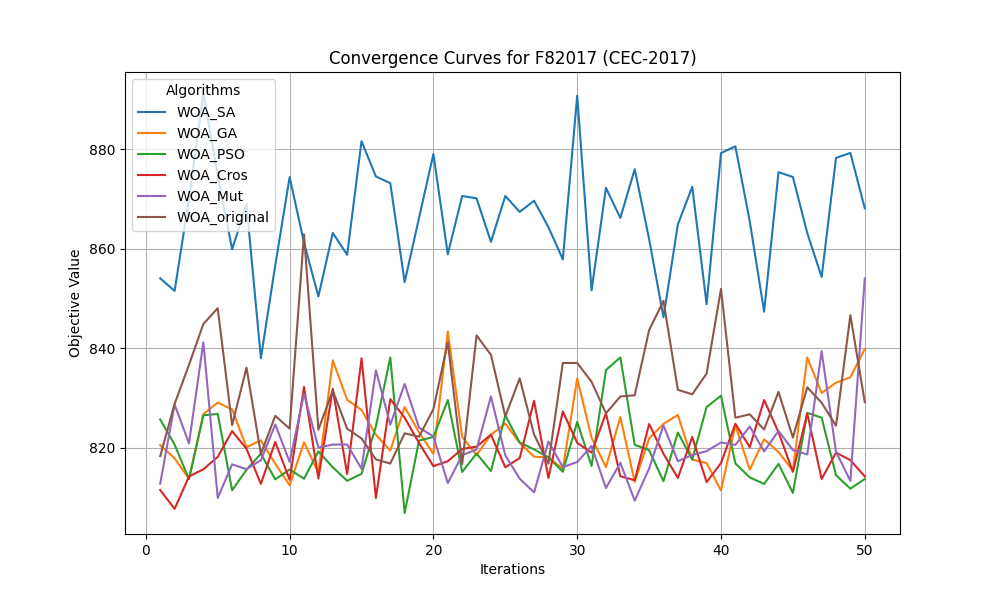 Convergence Curves for F82017 (CEC-2017)
Algorithms
WOA_SA
WOA_GA
WOA_PSO
WOA_Cros
WOA_Mut
WOA_original
880
860
840
820
Objective Value
0 10 20 30 40 50
Iterations